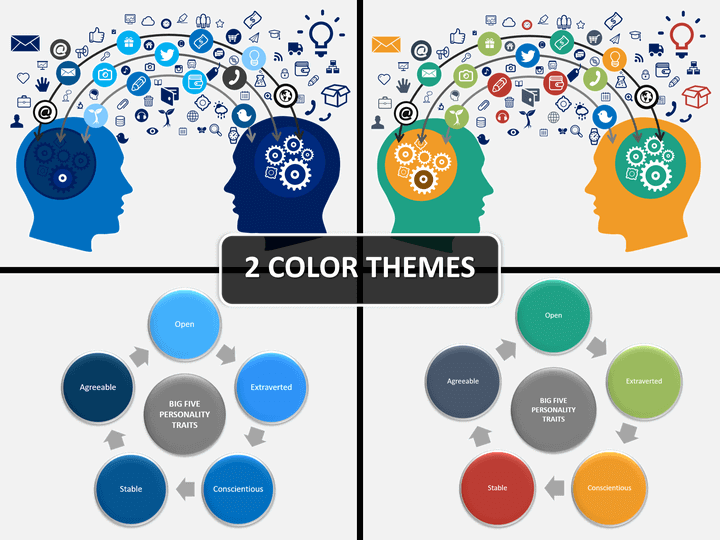 2 COLOR THEMES
Open
Agreeable
Extraverted
BIG FIVE
PERSONALITY
TRAITS
Stable
Conscientious
Open
Agreeable
Extraverted
BIG FIVE
PERSONALITY
TRAITS
Stable
Conscientious